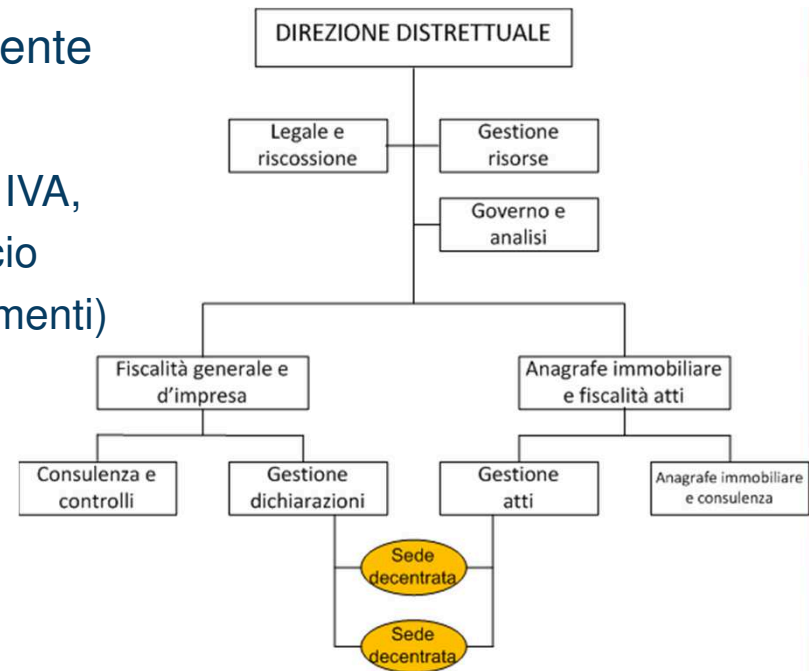 ente
IVA,
cio
menti)
DIREZIONE DISTRETTUALE
Legale e
riscossione
Gestione
risorse
Governo e
analisi
Fiscalità generale e
d'impresa
Anagrafe immobiliare
e fiscalità atti
Consulenza e
controlli
Gestione
dichiarazioni
Gestione
atti
Anagrafe immobiliare
e consulenza
Sede
decentrata
Sede
decentrata